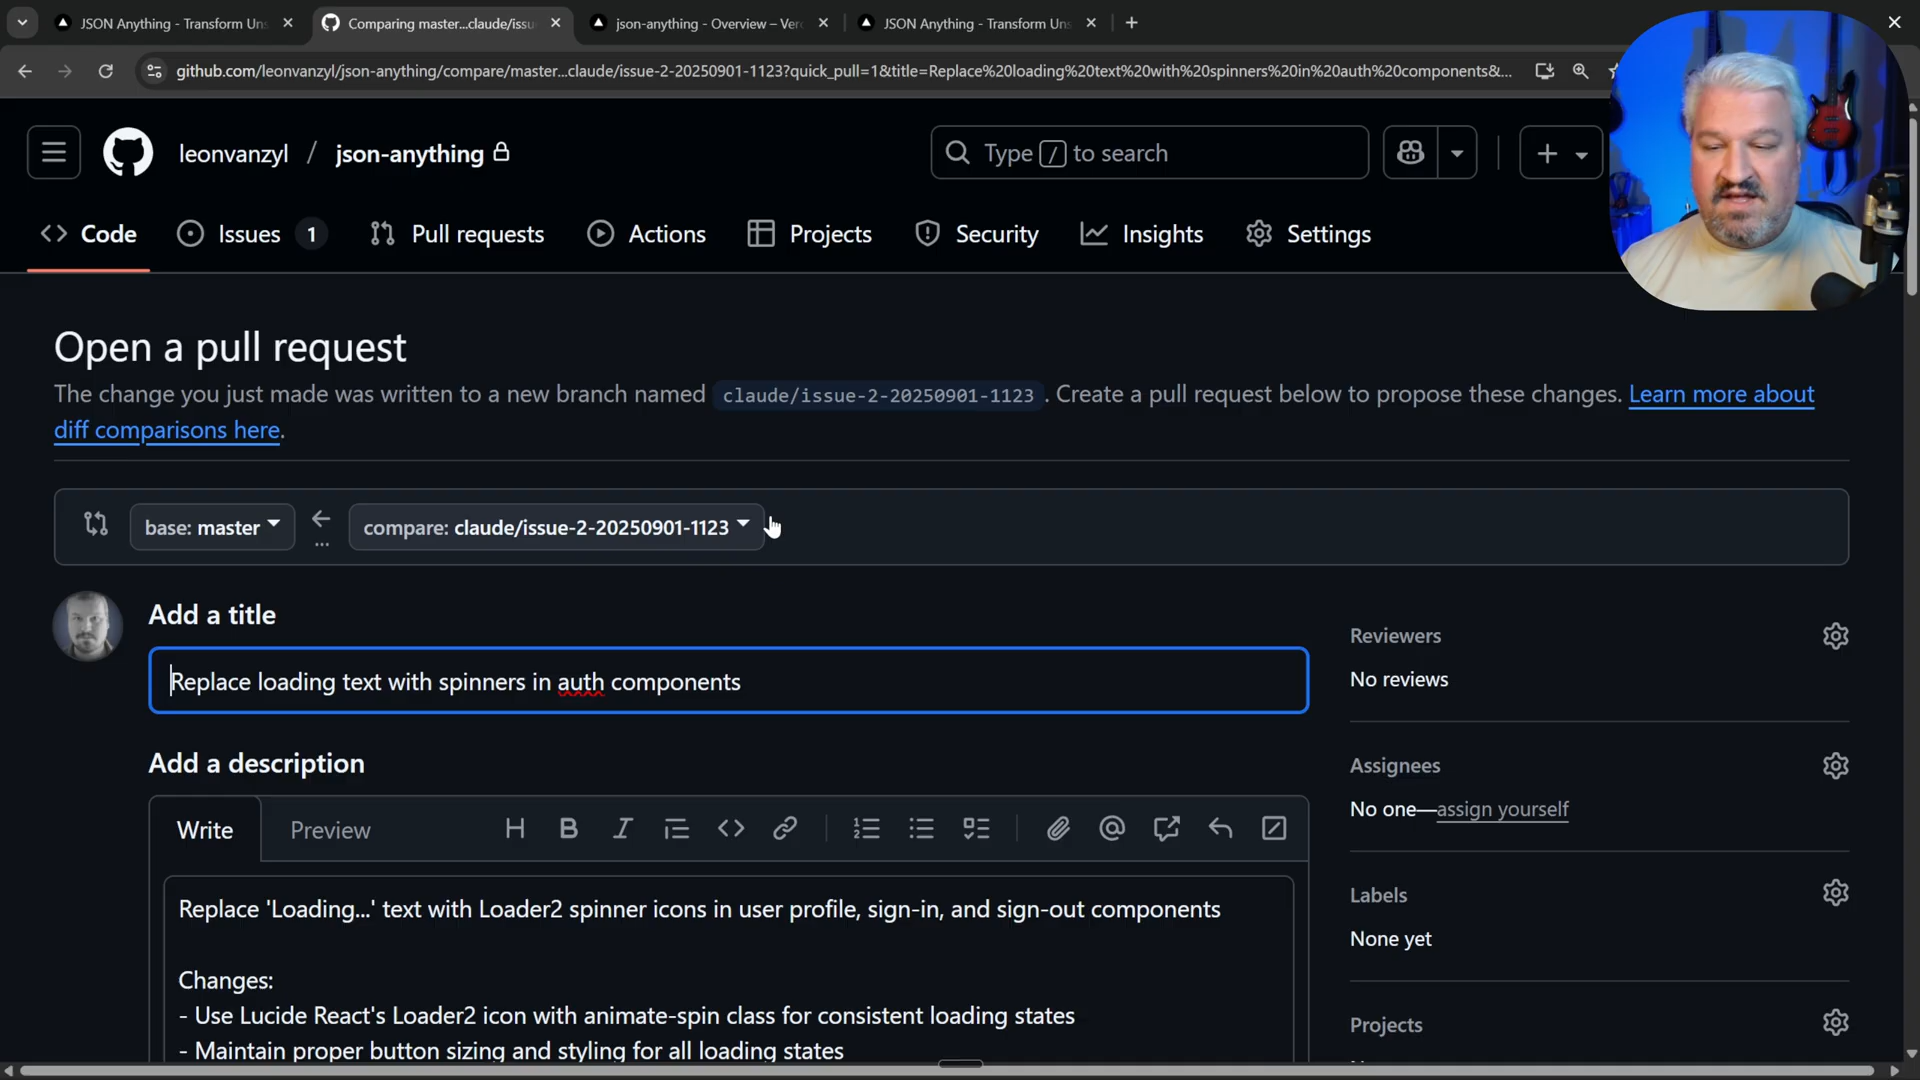 JSON Anything - Transform Uns
Comparing master...claude/issu
json-anything - Overview – Ver
JSON Anything - Transform Uns
github.com/leonvanzyl/json-anything/compare/master...claude/issue-2-20250901-1123?quick_pull=1&title=Replace%20loading%20text%20with%20spinners%20in%20auth%20components&...
leonvanzyl / json-anything
Type / to search
Code
Issues 1
Pull requests
Actions
Projects
Security
Insights
Settings
Open a pull request
The change you just made was written to a new branch named claude/issue-2-20250901-1123 . Create a pull request below to propose these changes. Learn more about
diff comparisons here.
base: master
...
compare: claude/issue-2-20250901-1123
Add a title
Replace loading text with spinners in auth components
Add a description
Write
Preview
Replace 'Loading...' text with Loader2 spinner icons in user profile, sign-in, and sign-out components
Changes:
- Use Lucide React's Loader2 icon with animate-spin class for consistent loading states
- Maintain proper button sizing and styling for all loading states
Reviewers
No reviews
Assignees
No one—assign yourself
Labels
None yet
Projects